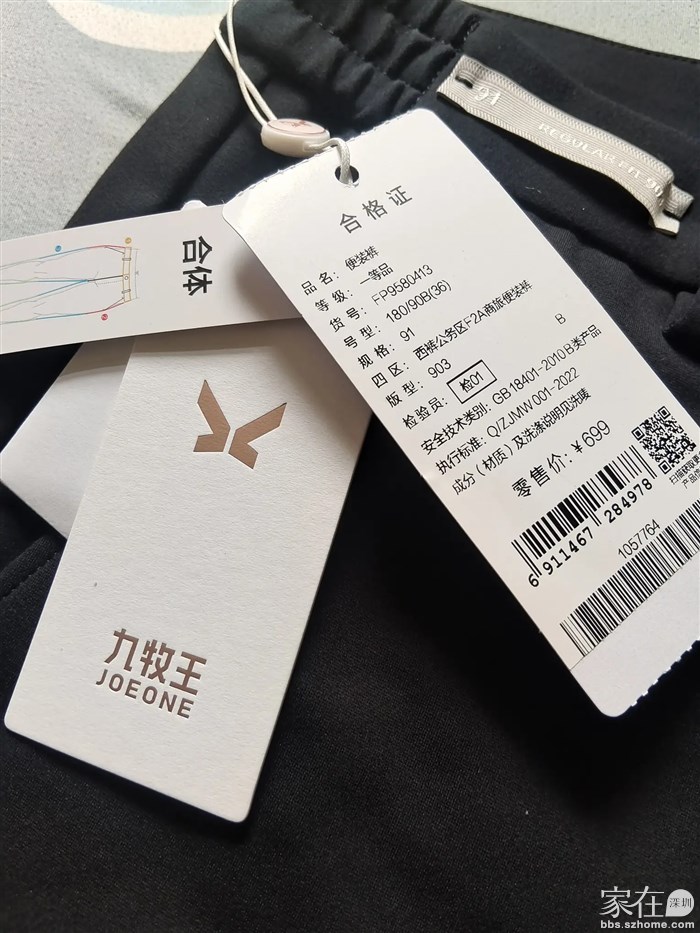 91
REGULAR FIT 91
合格证
品名: 便装裤
等级: 一等品
货号: FP9580413
号型: 180/90B(36)
规格: 91
四区: 西裤公务区F2A商旅便装裤
版型: 903
B
检验员: 检01
安全技术类别: GB 18401-2010 B类产品
执行标准: Q/ZJMW 001-2022
成分(材质)及洗涤说明见洗唛
零售价: ¥699
6 911467 284978
1057764
合体
九牧王
JOEONE
家在
深圳
bbs.szhome.com